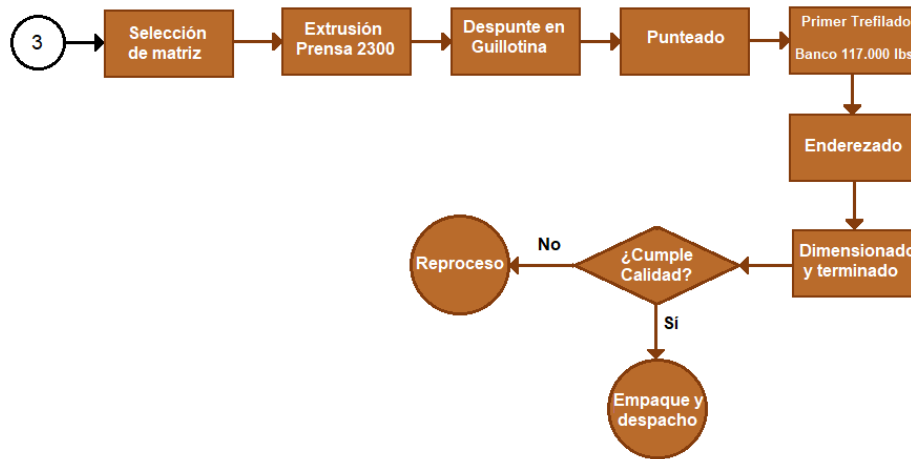 3
Selección
de matriz
Extrusión
Prensa 2300
Despunte en
Guillotina
Punteado
Primer Trefilado
Banco 117.000 lbs
Enderezado
Dimensionado
y terminado
¿Cumple
Calidad?
No
Reproceso
Sí
Empaque y
despacho